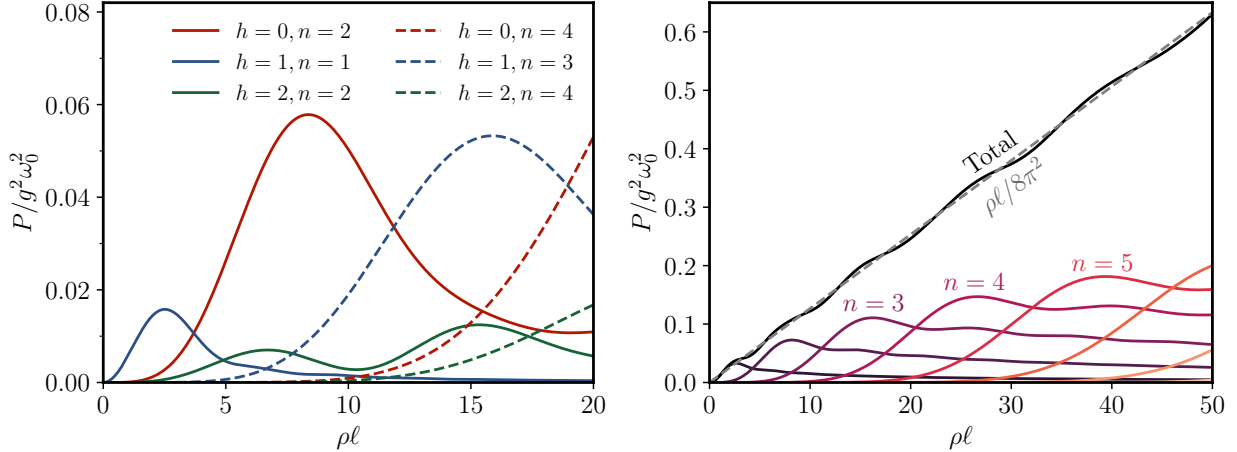 0.08
0.06
0.04
0.02
0.00
P/g²ω₀²
h = 0, n = 2
h = 1, n = 1
h = 2, n = 2
h = 0, n = 4
h = 1, n = 3
h = 2, n = 4
0 5 10 15 20
ρℓ
0.6
0.5
0.4
0.3
0.2
0.1
0.0
P/g²ω₀²
Total
ρℓ/8π²
n = 3
n = 4
n = 5
0 10 20 30 40 50
ρℓ